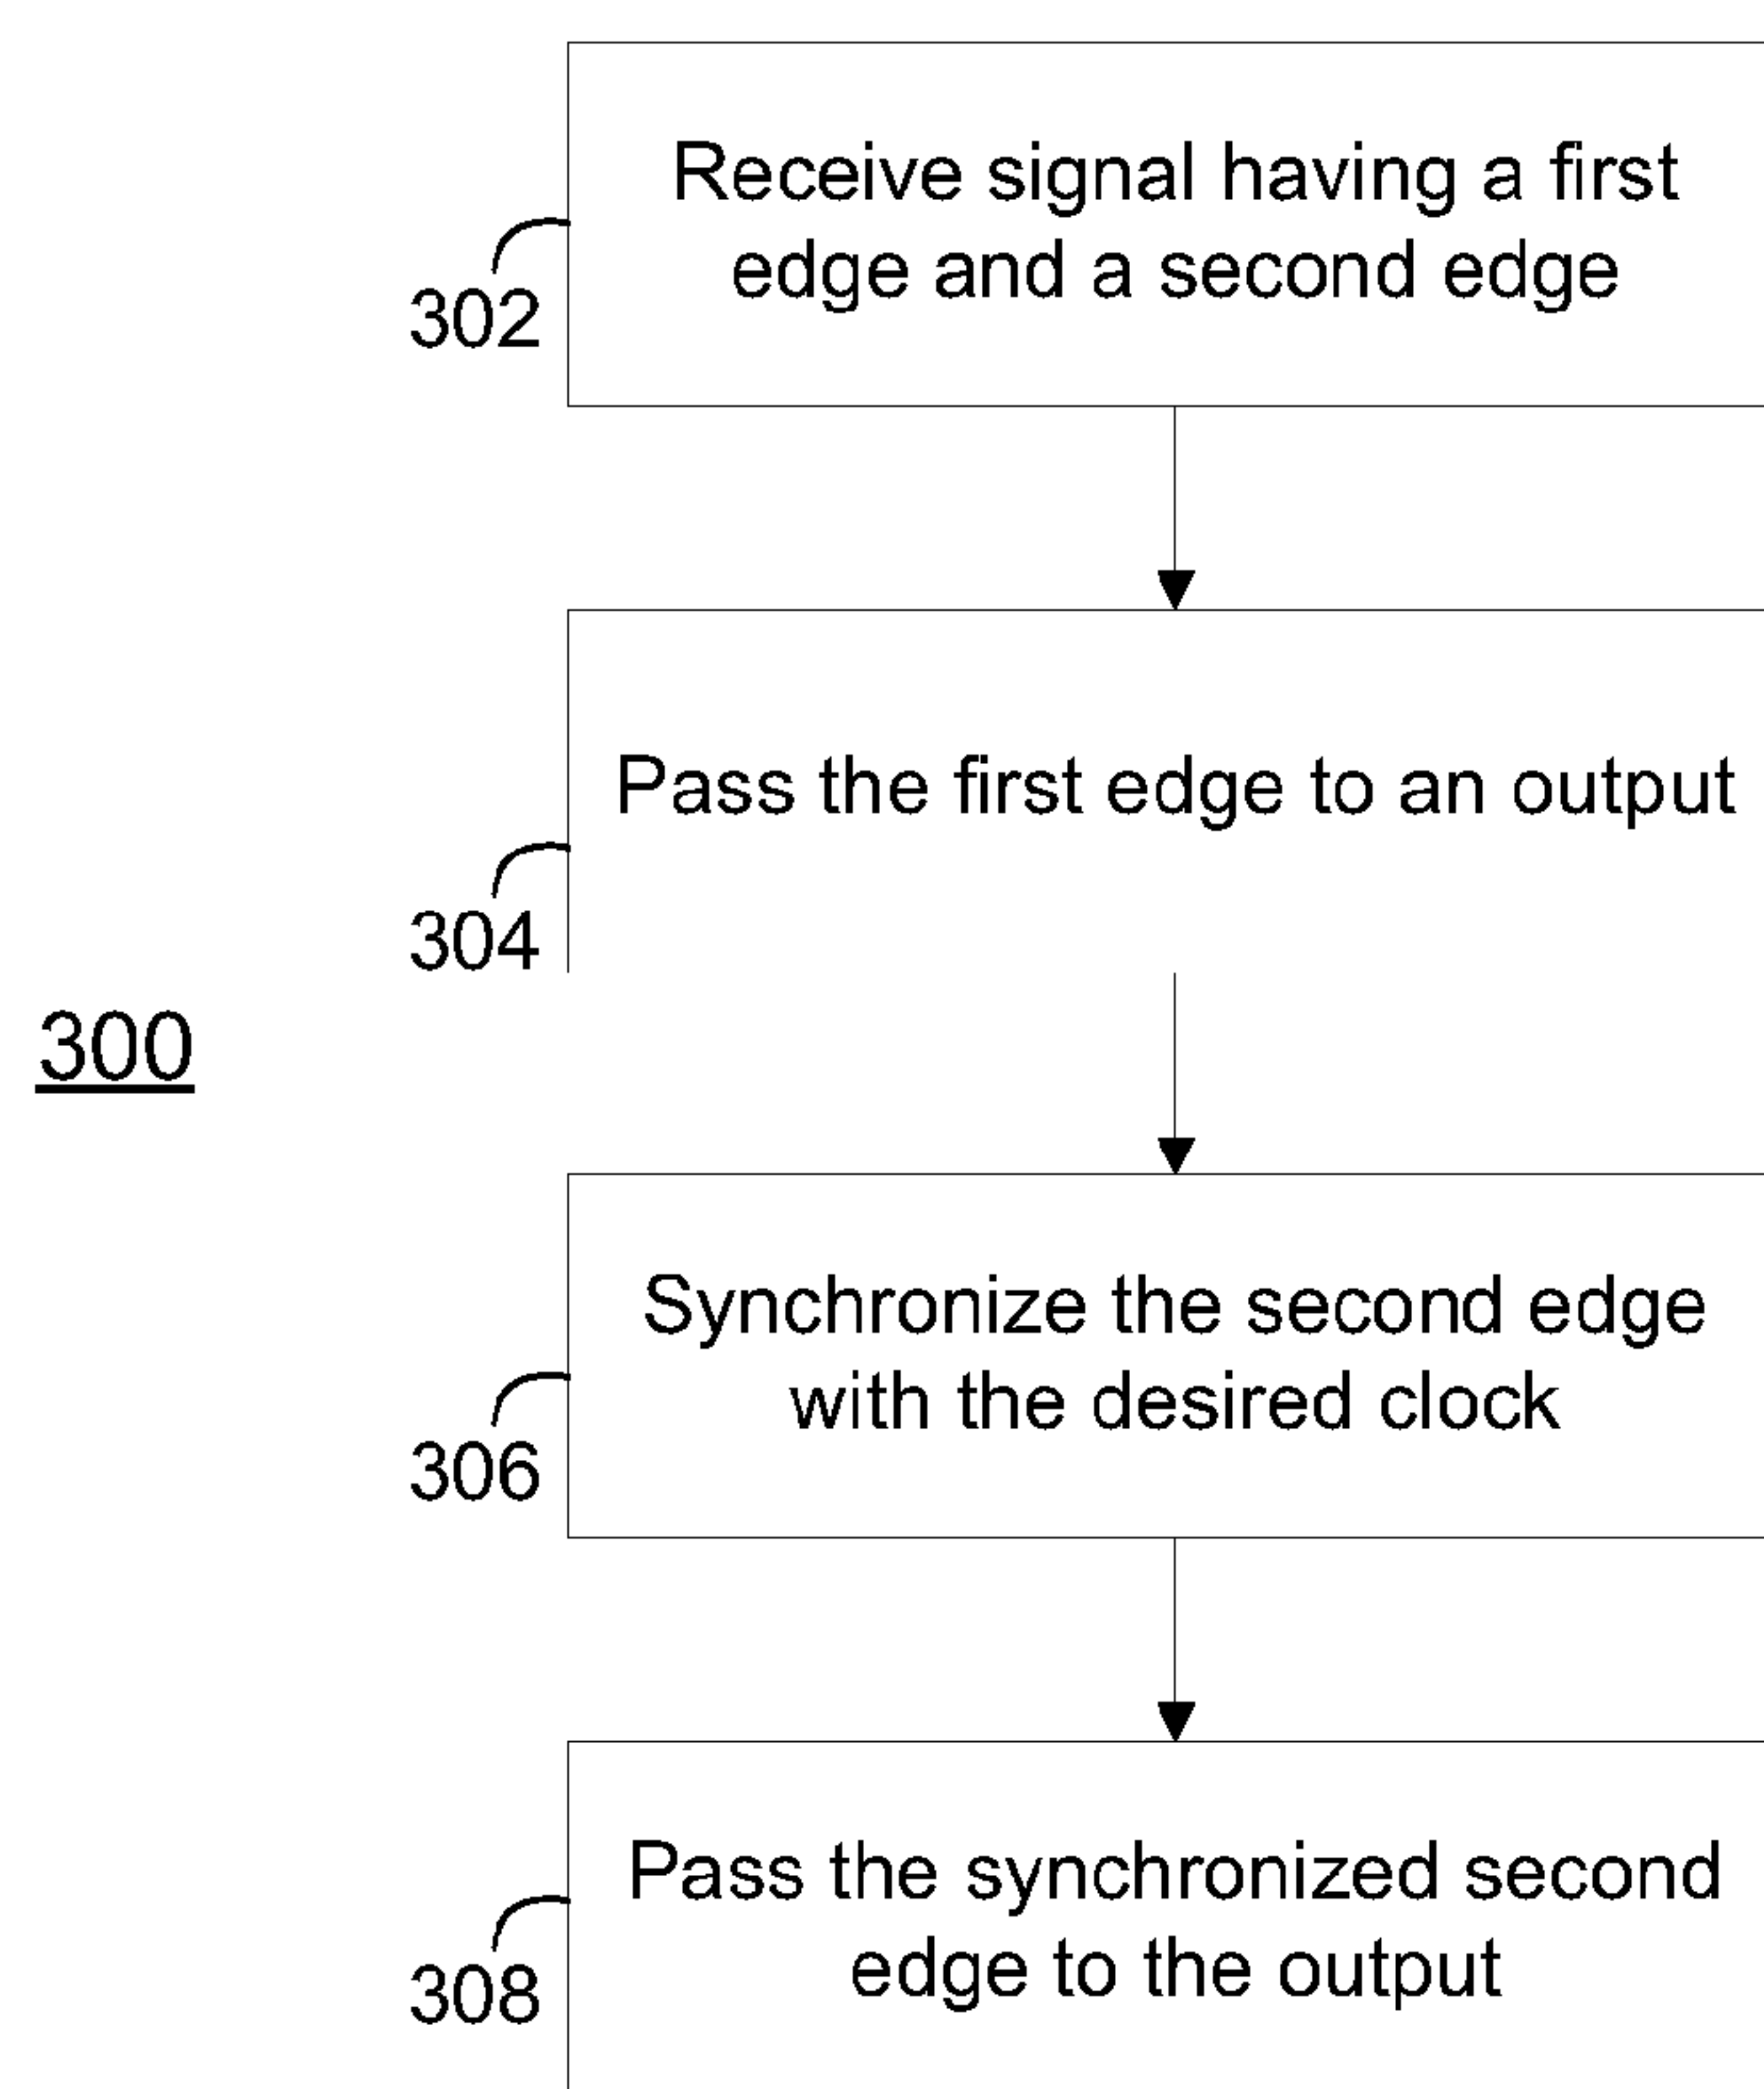 Receive signal having a first
edge and a second edge
302
Pass the first edge to an output
304
300
Synchronize the second edge
with the desired clock
306
Pass the synchronized second
edge to the output
308